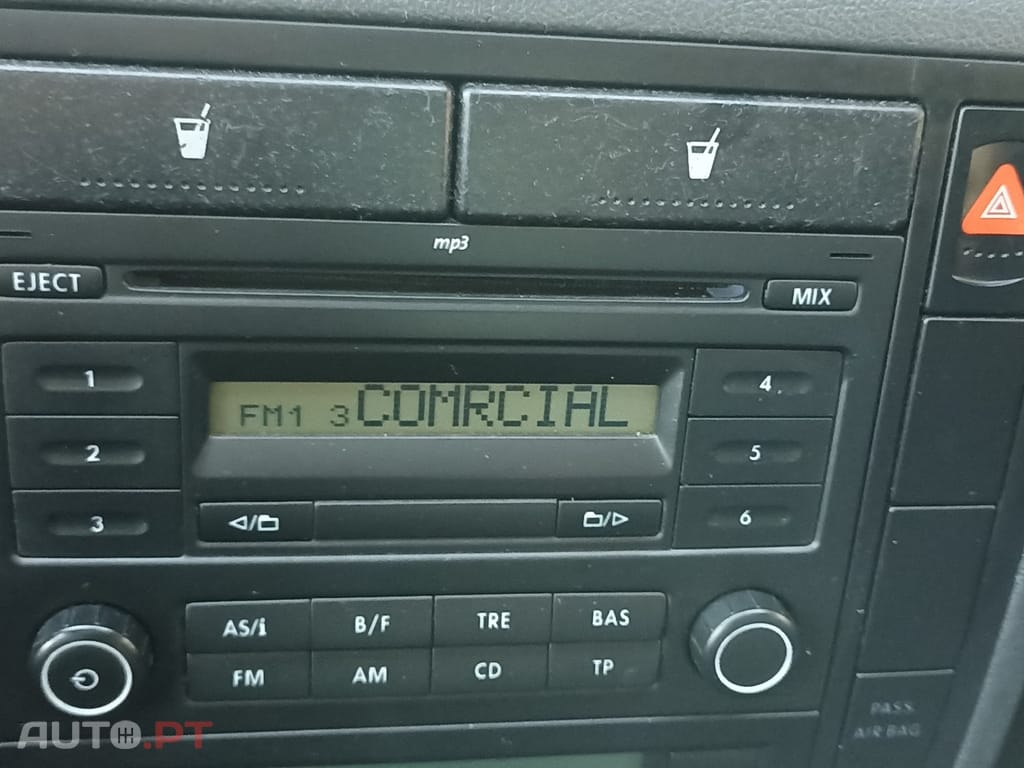 mp3
EJECT
MIX
1
2
3
FM1 3 COMRCIAL
4
5
6
AS/i
B/F
TRE
BAS
FM
AM
CD
TP
PASS
AIR BAG
AUTO.PT